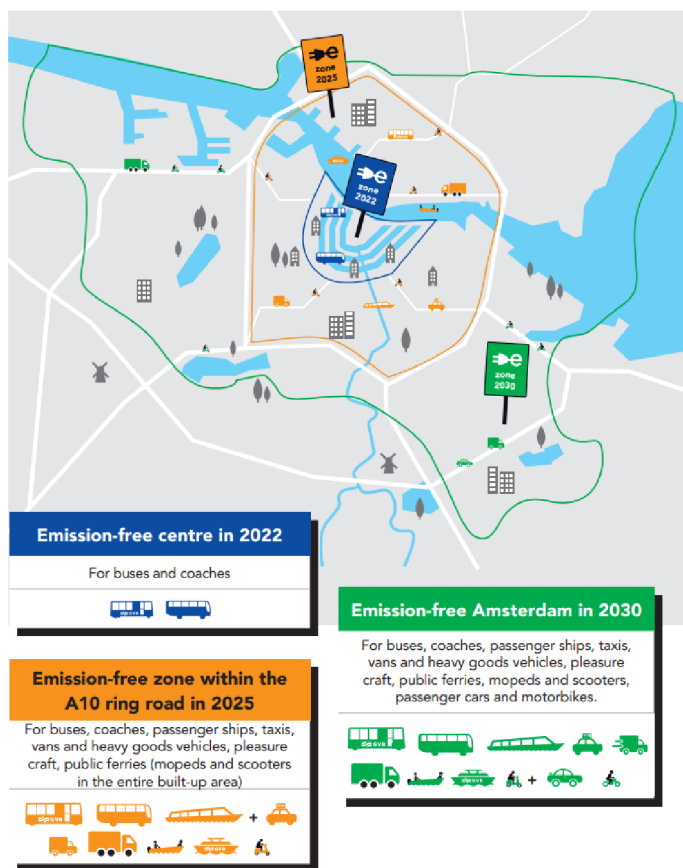 e
zone
2025
e
zone
2022
e
zone
2030
Emission-free centre in 2022
For buses and coaches
Emission-free zone within the
A10 ring road in 2025
For buses, coaches, passenger ships, taxis,
vans and heavy goods vehicles, pleasure
craft, public ferries (mopeds and scooters
in the entire built-up area)
+
Emission-free Amsterdam in 2030
For buses, coaches, passenger ships, taxis,
vans and heavy goods vehicles, pleasure
craft, public ferries, mopeds and scooters,
passenger cars and motorbikes.
+